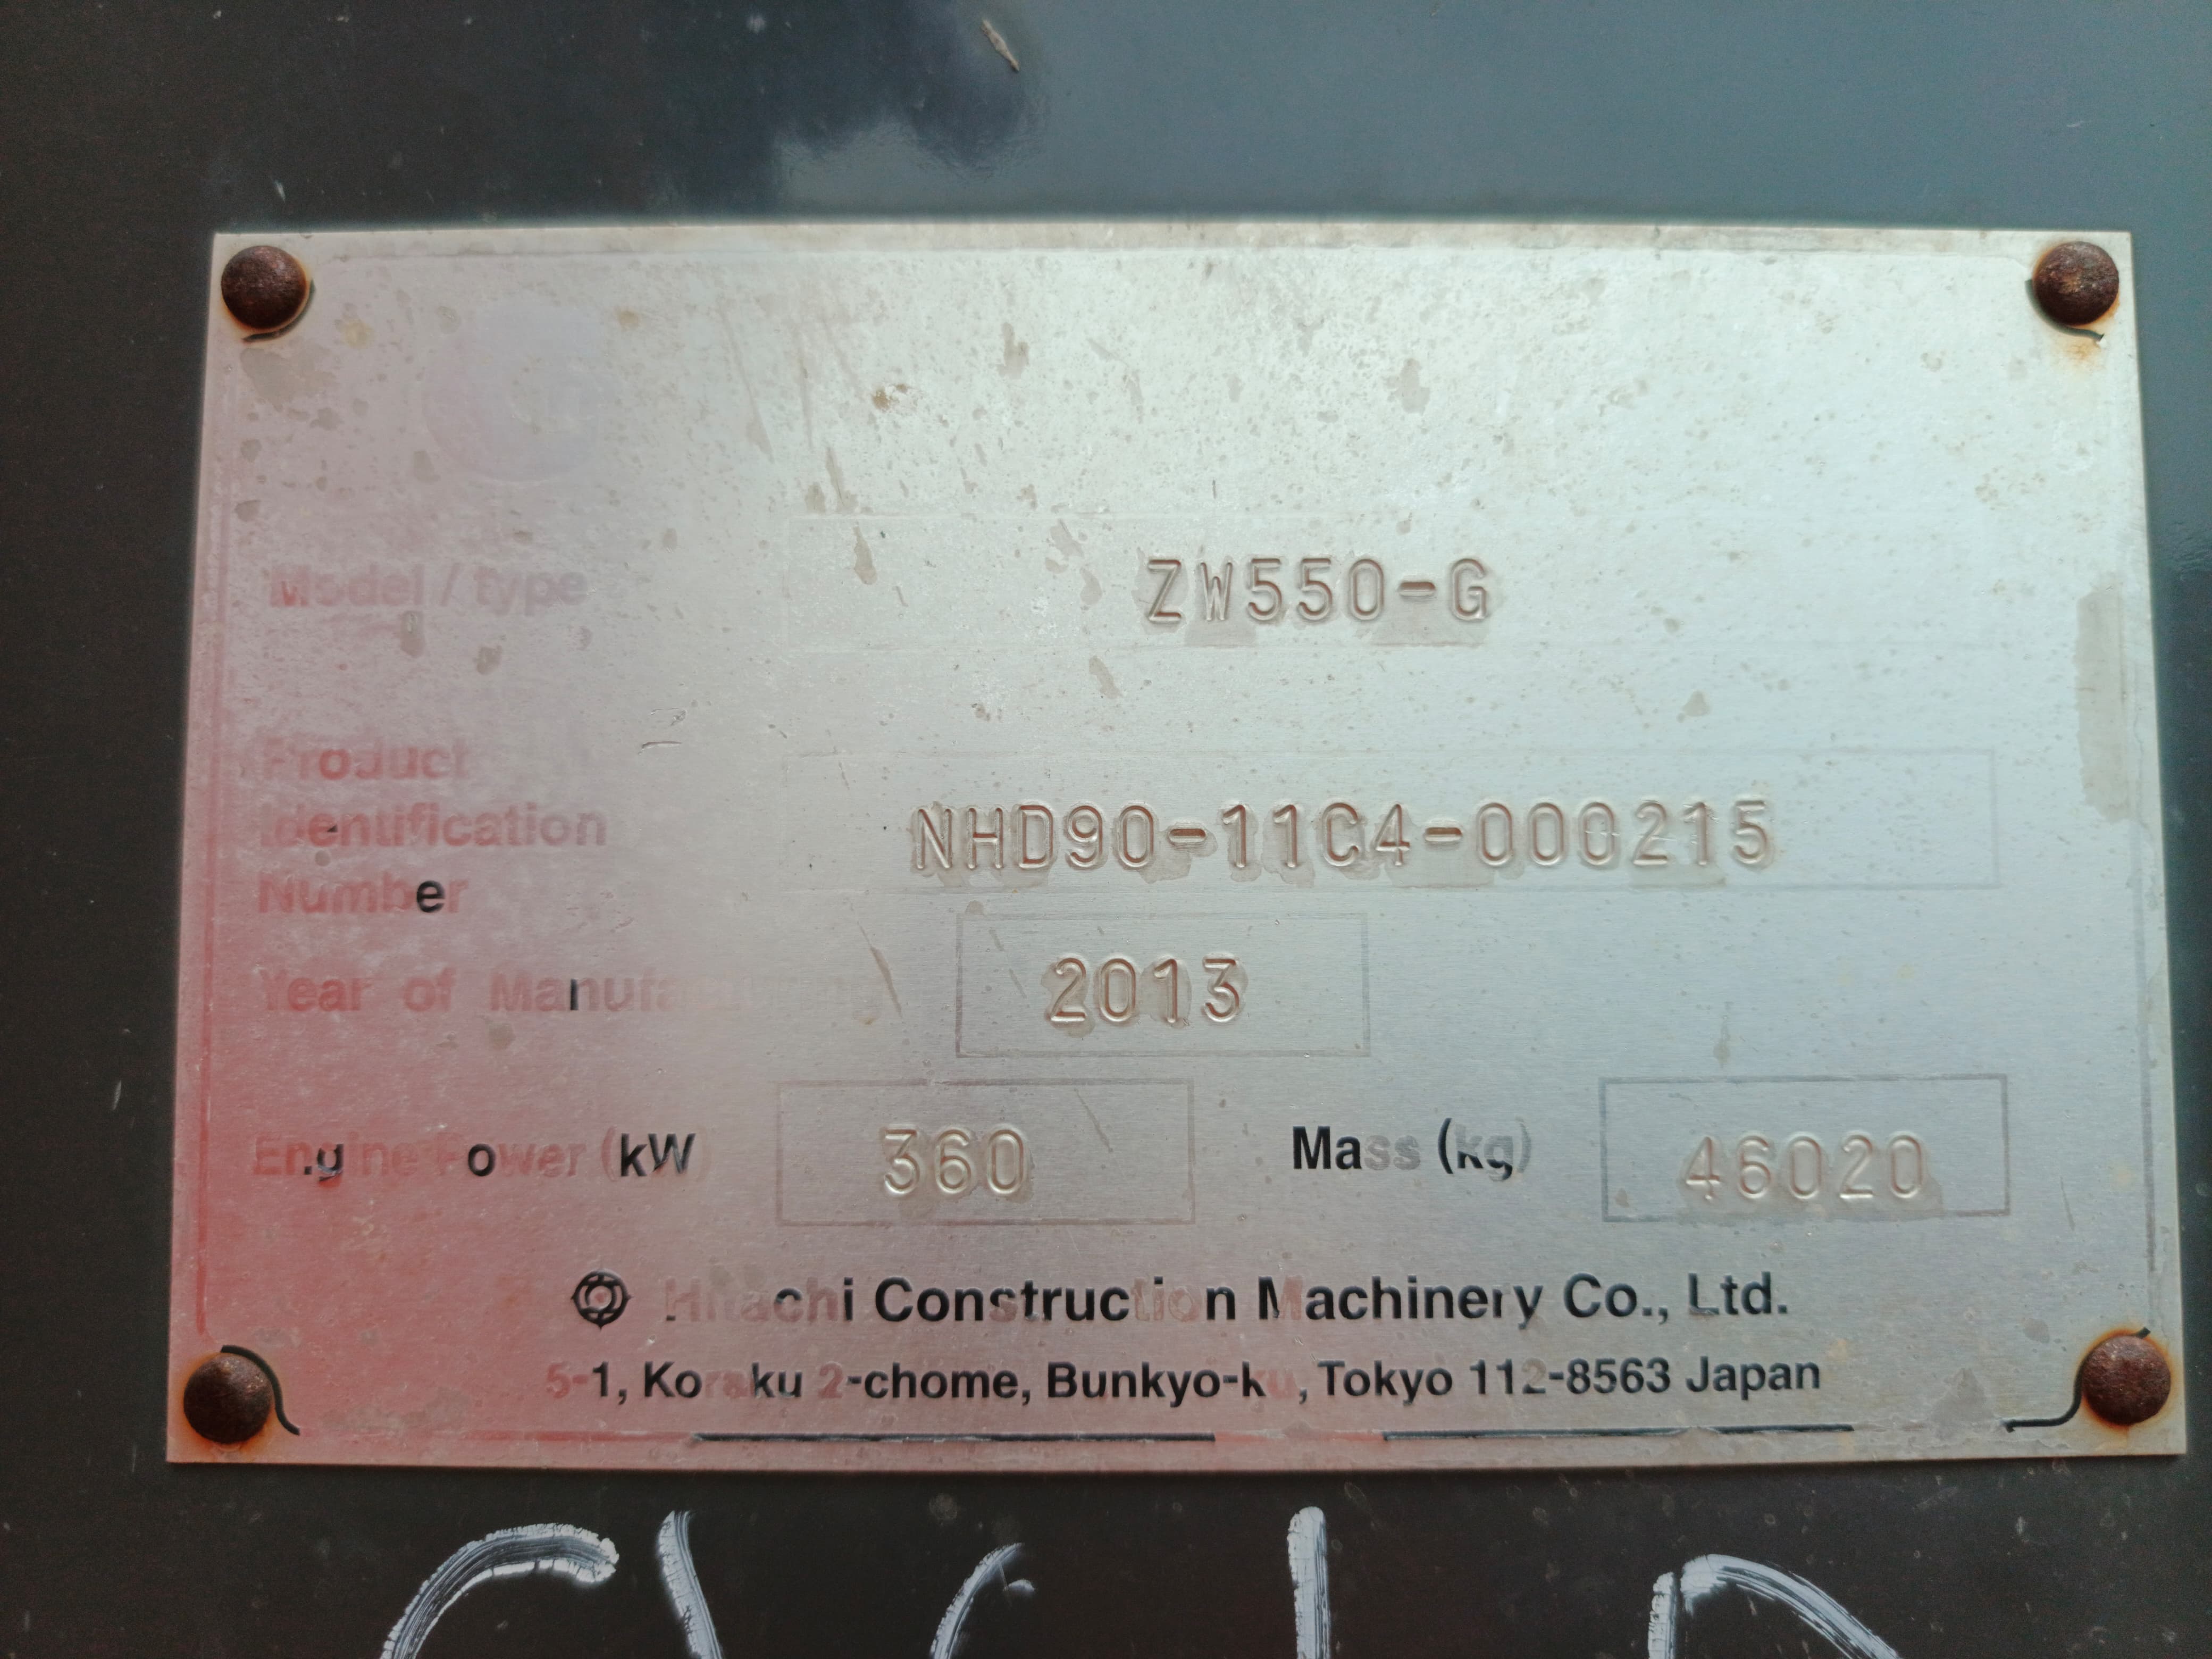 Model / type ZW550-G
Product
Identification NHD90-11C4-000215
Number
Year of Manufacturing 2013
Engine Power (kW) 360 Mass (kg) 46020
Hitachi Construction Machinery Co., Ltd.
5-1, Koraku 2-chome, Bunkyo-ku, Tokyo 112-8563 Japan